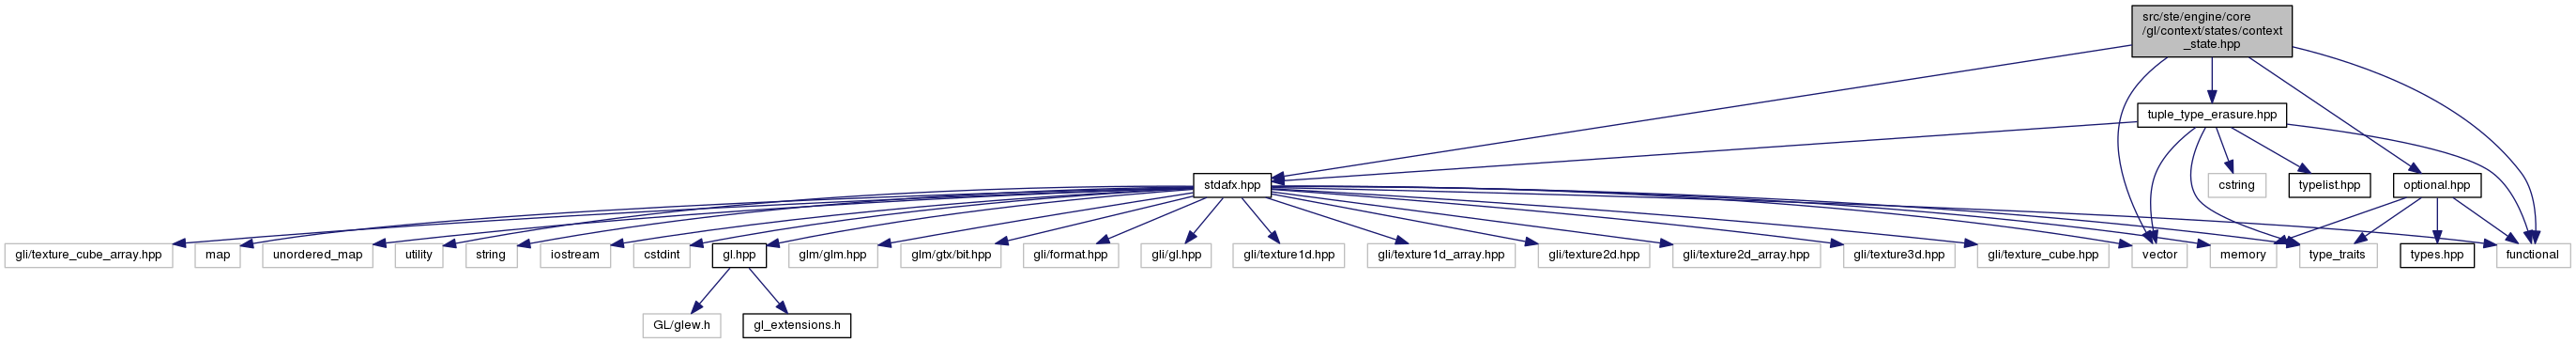 src/ste/engine/core
/gl/context/states/context
_state.hpp
tuple_type_erasure.hpp
stdafx.hpp
cstring
typelist.hpp
optional.hpp
gli/texture_cube_array.hpp
map
unordered_map
utility
string
iostream
cstdint
gl.hpp
glm/glm.hpp
glm/gtx/bit.hpp
gli/format.hpp
gli/gl.hpp
gli/texture1d.hpp
gli/texture1d_array.hpp
gli/texture2d.hpp
gli/texture2d_array.hpp
gli/texture3d.hpp
gli/texture_cube.hpp
vector
memory
type_traits
types.hpp
functional
GL/glew.h
gl_extensions.h